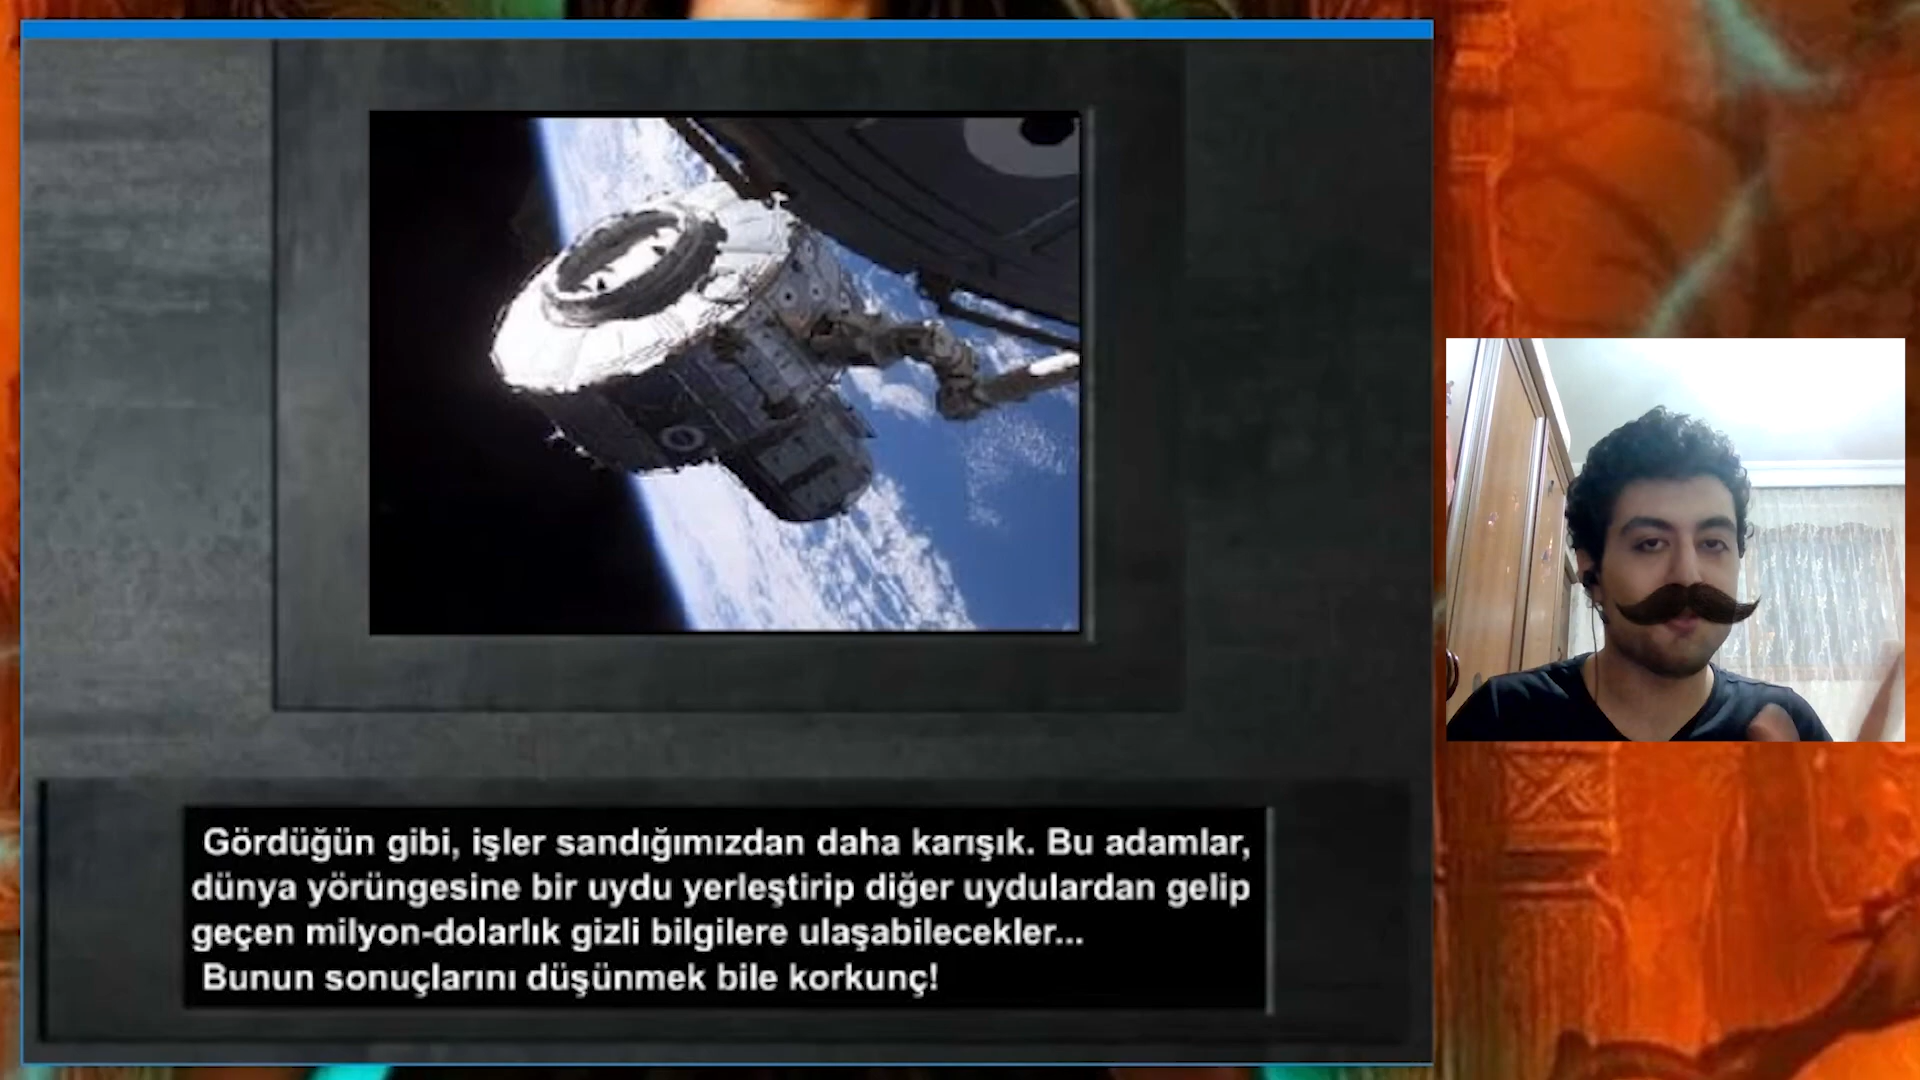 Gördüğün gibi, işler sandığımızdan daha karışık. Bu adamlar,
dünya yörüngesine bir uydu yerleştirip diğer uydulardan gelip
geçen milyon-dolarlık gizli bilgilere ulaşabilecekler...
Bunun sonuçlarını düşünmek bile korkunç!